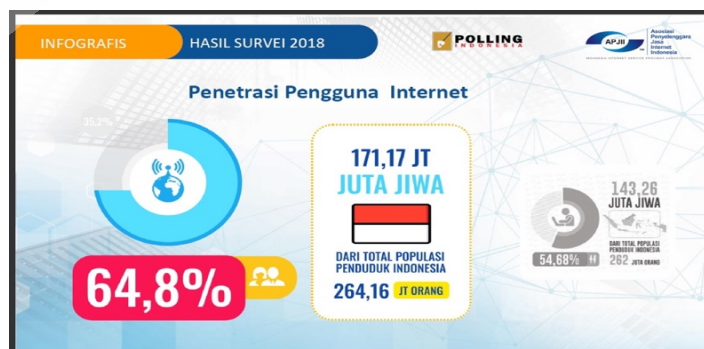 INFOGRAFIS
HASIL SURVEI 2018
POLLING
INDONESIA
APJII
Asosiasi
Penyelenggara
Jasa
Internet
Indonesia
Penetrasi Pengguna Internet
35,2%
64,8%
171,17 JT
JUTA JIWA
DARI TOTAL POPULASI
PENDUDUK INDONESIA
264,16 JT ORANG
143,26
JUTA JIWA
DARI TOTAL POPULASI
PENDUDUK INDONESIA
54,68% 262 JUTA ORANG